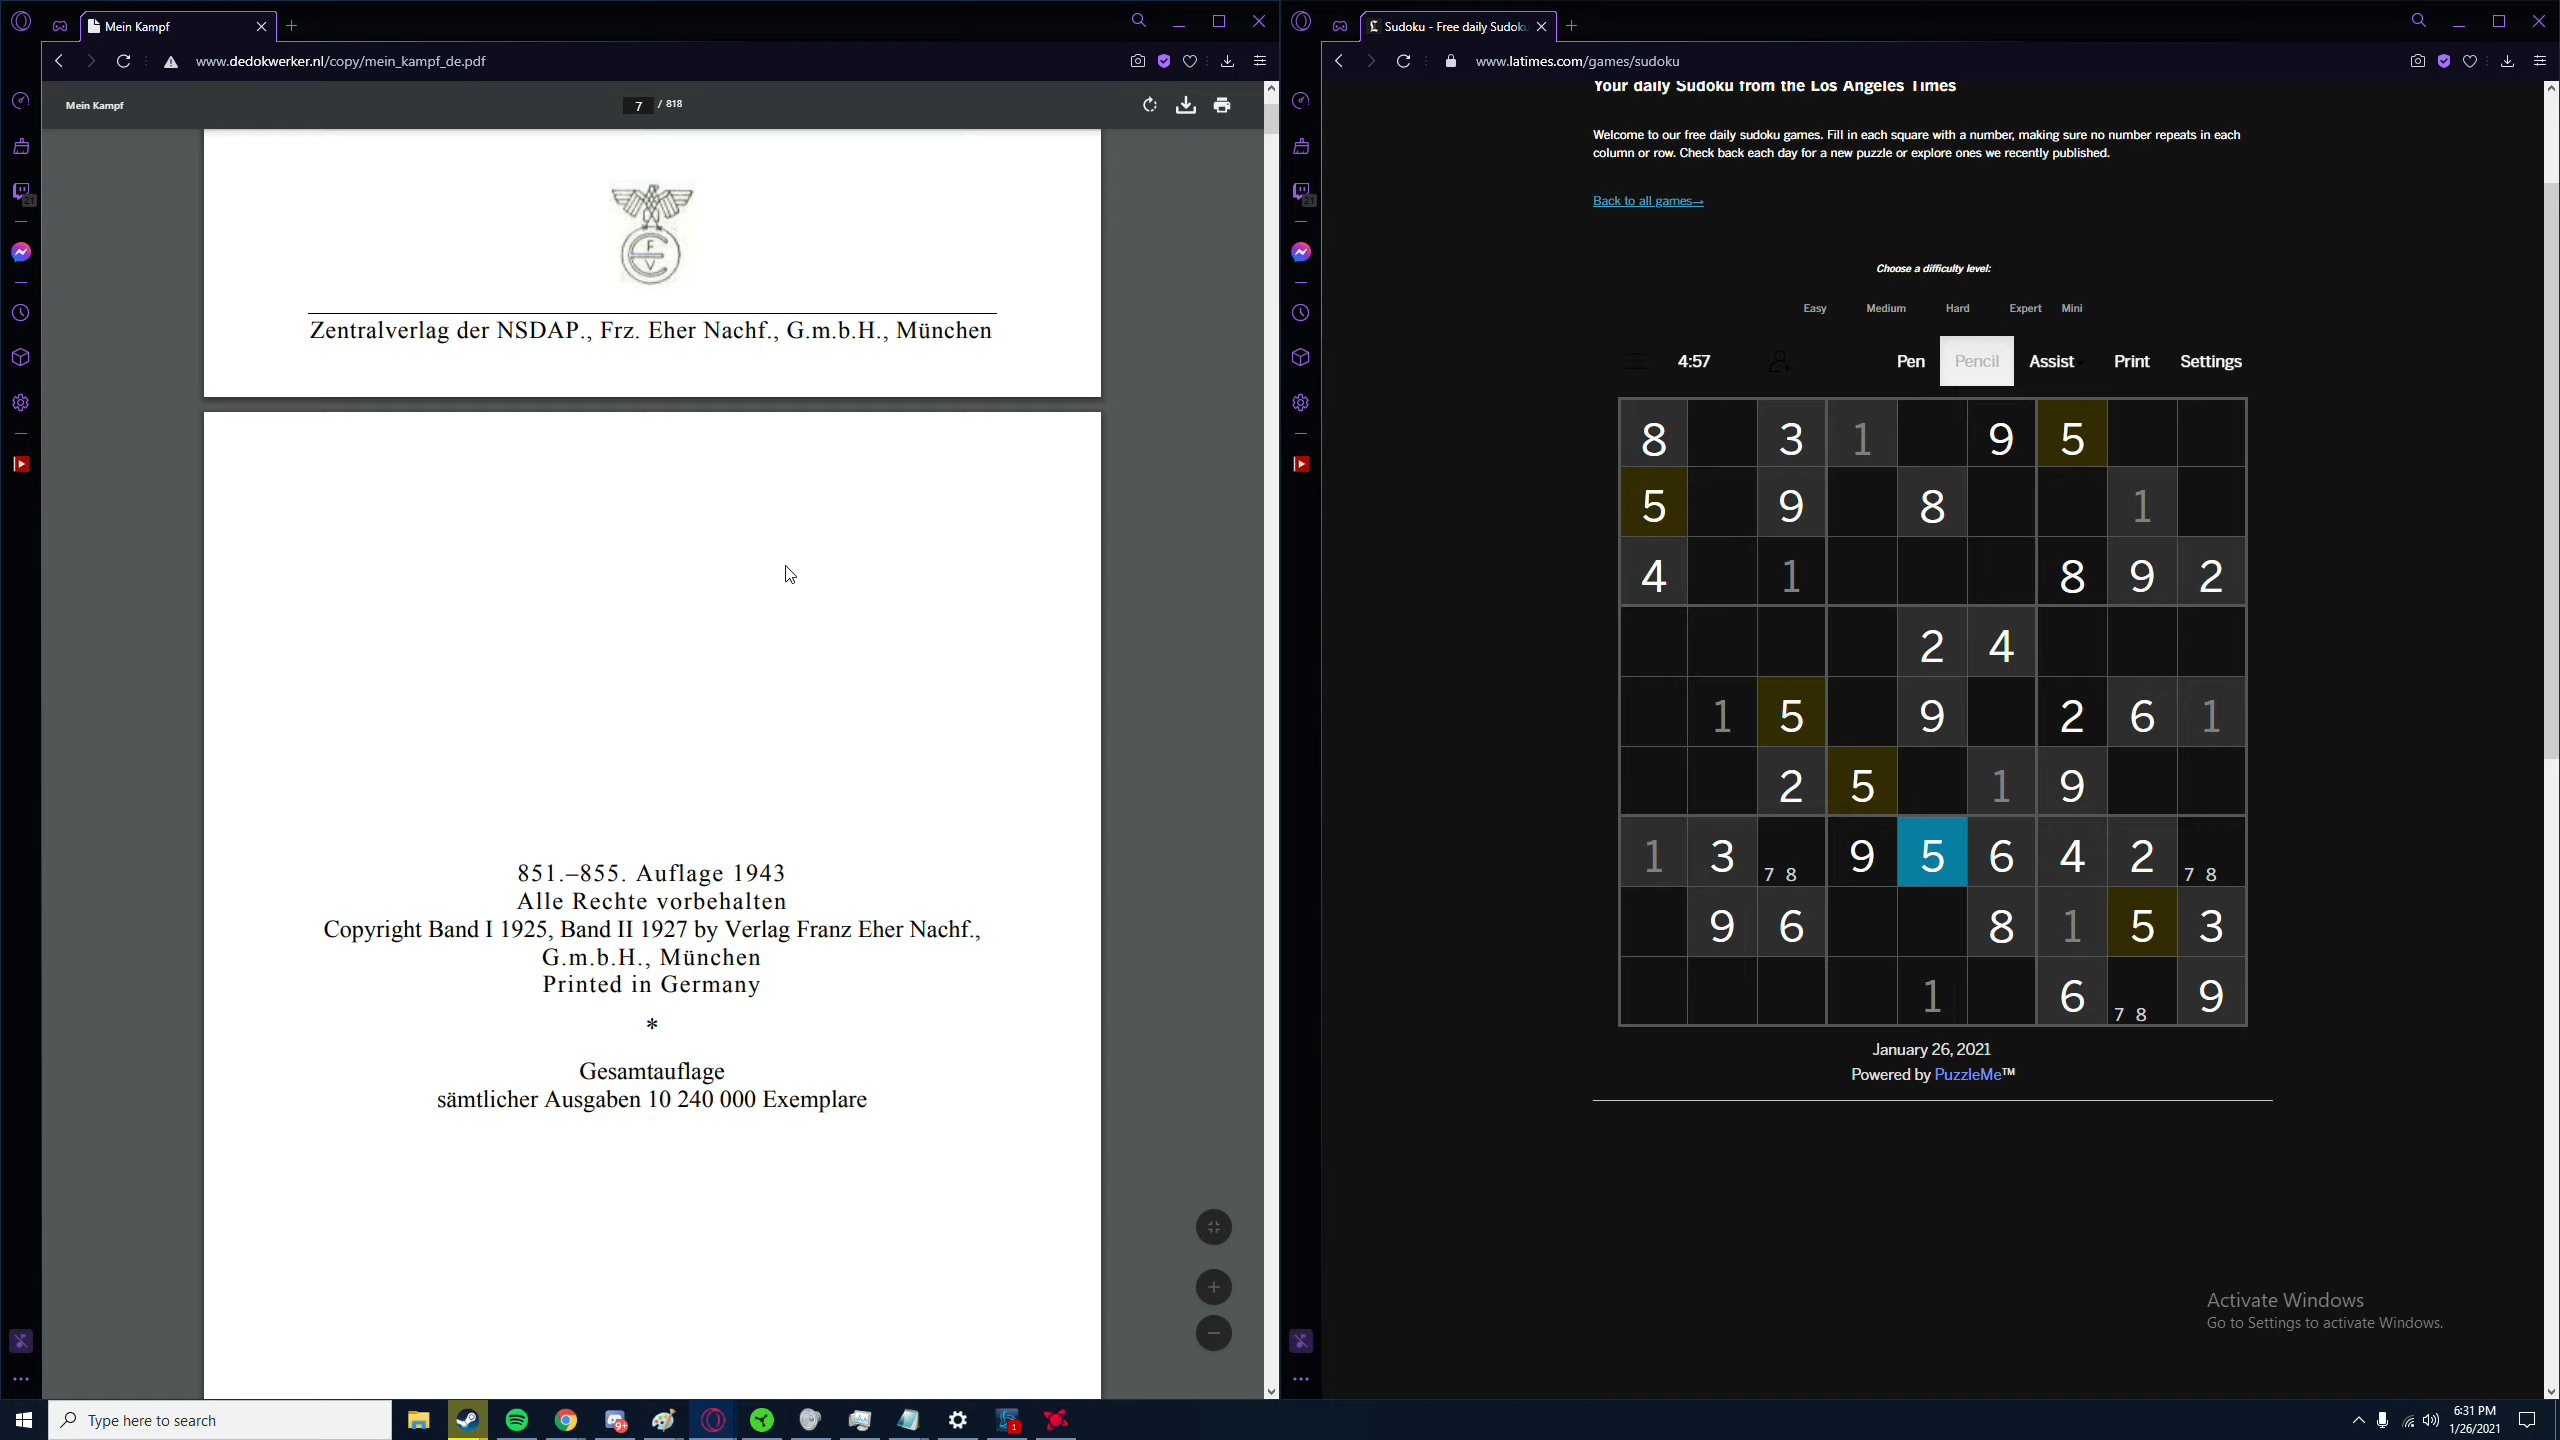 Mein Kampf
www.dedokwerker.nl/copy/mein_kampf_de.pdf
Mein Kampf
7 / 818
F
V
Zentralverlag der NSDAP., Frz. Eher Nachf., G.m.b.H., München
851.–855. Auflage 1943
Alle Rechte vorbehalten
Copyright Band I 1925, Band II 1927 by Verlag Franz Eher Nachf.,
G.m.b.H., München
Printed in Germany
*
Gesamtauflage
sämtlicher Ausgaben 10 240 000 Exemplare
Sudoku - Free daily Sudoku
www.latimes.com/games/sudoku
Your daily Sudoku from the Los Angeles Times
Welcome to our free daily sudoku games. Fill in each square with a number, making sure no number repeats in each
column or row. Check back each day for a new puzzle or explore ones we recently published.
Back to all games→
Choose a difficulty level:
Easy Medium Hard Expert Mini
4:57 Pen Pencil Assist Print Settings
8 3 1 9 5
5 9 8 1
4 1 8 9 2
2 4
1 5 9 2 6 1
2 5 1 9
1 3 7 8 9 5 6 4 2 7 8
9 6 8 1 5 3
1 6 7 8 9
January 26, 2021
Powered by PuzzleMe™
Activate Windows
Go to Settings to activate Windows.
Type here to search
9+
1
6:31 PM
1/26/2021